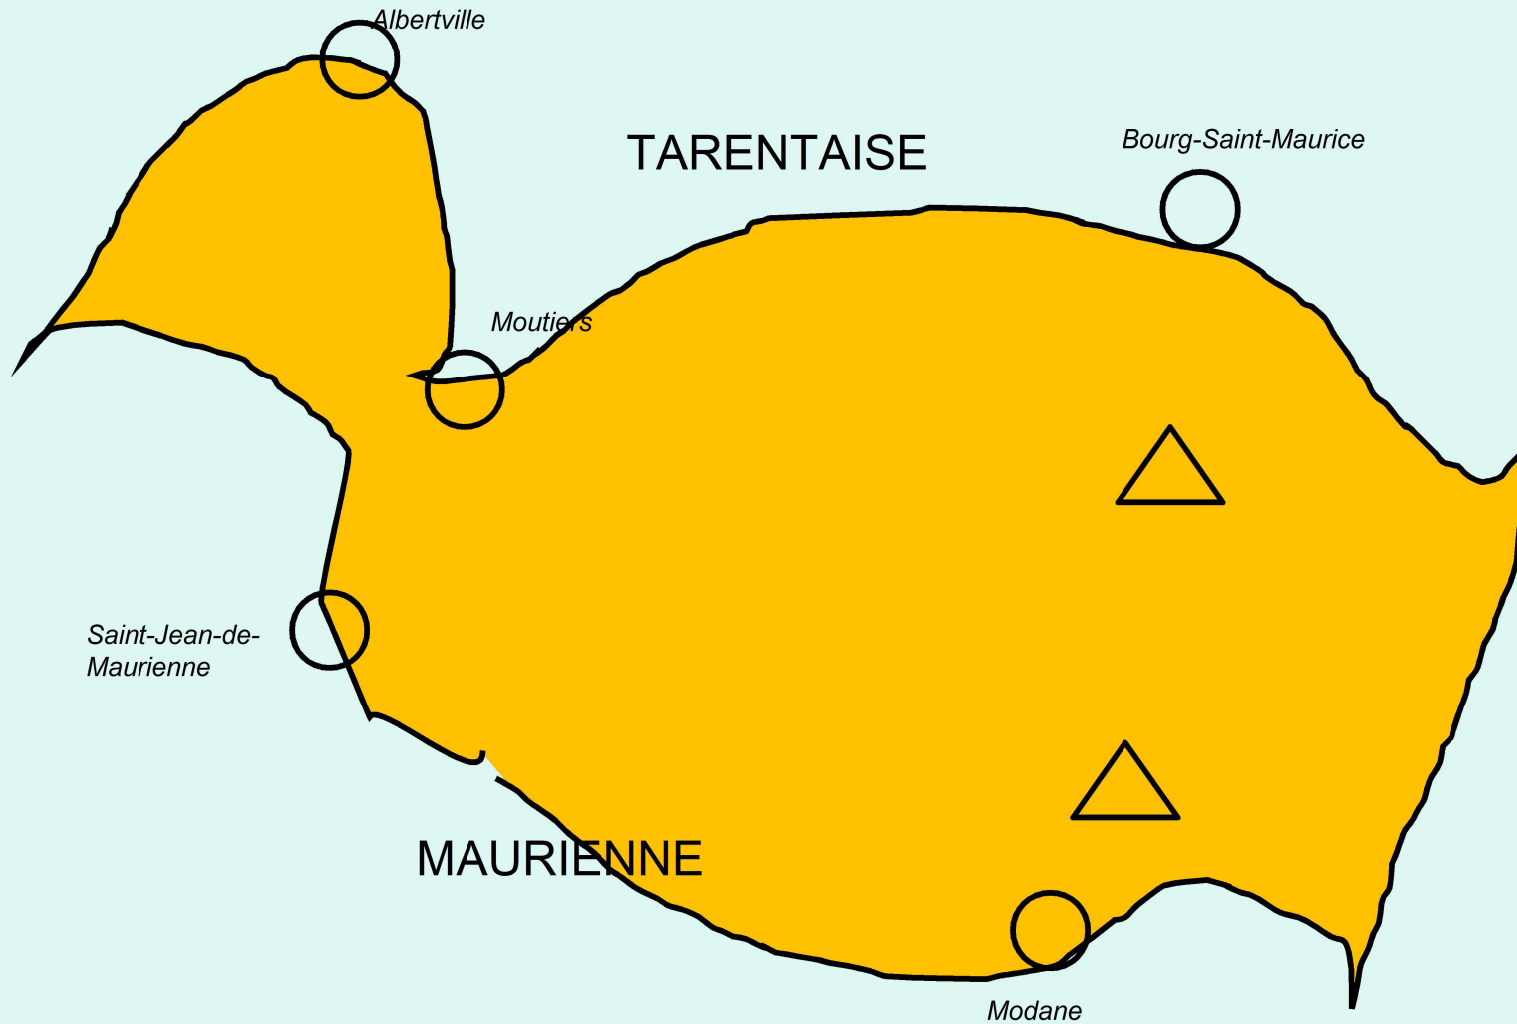 Albertville
TARENTAISE
Bourg-Saint-Maurice
Moutiers
Saint-Jean-de-
Maurienne
MAURIENNE
Modane